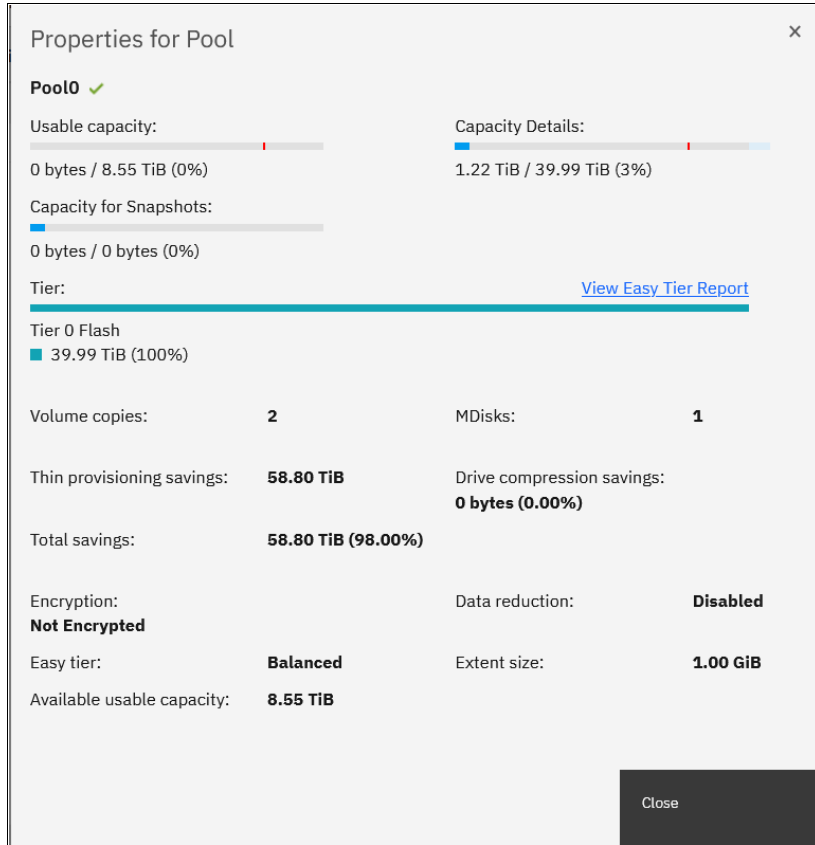 Properties for Pool
×
Pool0
Usable capacity:
0 bytes / 8.55 TiB (0%)
Capacity Details:
1.22 TiB / 39.99 TiB (3%)
Capacity for Snapshots:
0 bytes / 0 bytes (0%)
Tier:
View Easy Tier Report
Tier 0 Flash
39.99 TiB (100%)
Volume copies: 2
MDisks: 1
Thin provisioning savings: 58.80 TiB
Drive compression savings:
0 bytes (0.00%)
Total savings: 58.80 TiB (98.00%)
Encryption:
Not Encrypted
Data reduction: Disabled
Easy tier: Balanced
Extent size: 1.00 GiB
Available usable capacity: 8.55 TiB
Close